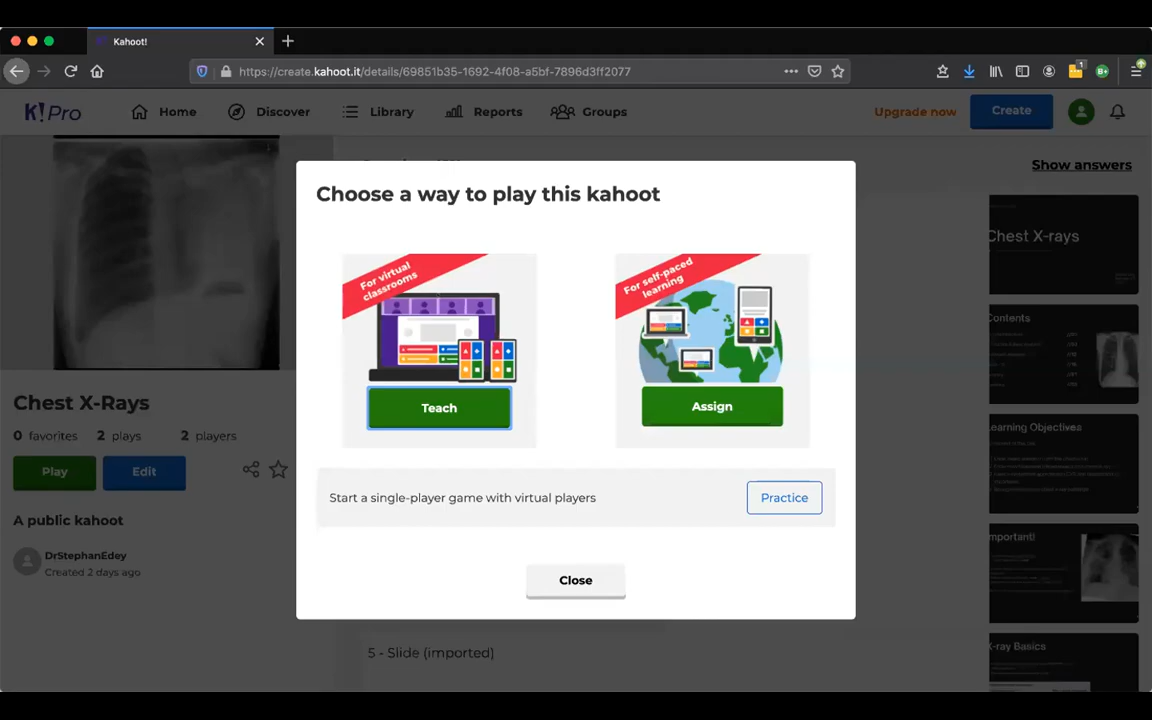 Kahoot!
https://create.kahoot.it/details/69851b35-1692-4f08-a5bf-7896d3ff2077
1
K! Pro
Home
Discover
Library
Reports
Groups
Upgrade now
Create
Show answers
Choose a way to play this kahoot
For virtual
classrooms
Teach
For self-paced
learning
Assign
Start a single-player game with virtual players
Practice
Close
Chest X-Rays
0 favorites 2 plays 2 players
Play
Edit
A public kahoot
DrStephanEdey
Created 2 days ago
5 - Slide (imported)
Chest X-rays
Contents
Learning Objectives
mportant!
X-ray Basics